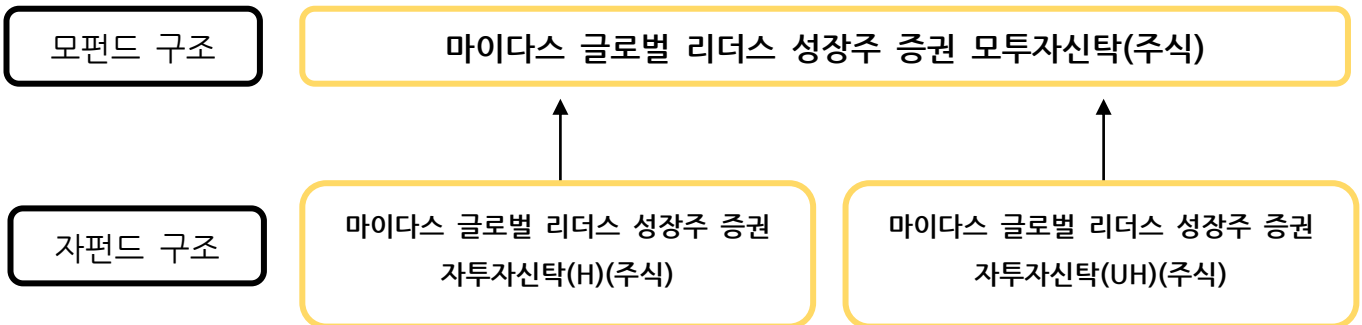 모펀드 구조
마이다스 글로벌 리더스 성장주 증권 모투자신탁(주식)
자펀드 구조
마이다스 글로벌 리더스 성장주 증권
자투자신탁(H)(주식)
마이다스 글로벌 리더스 성장주 증권
자투자신탁(UH)(주식)